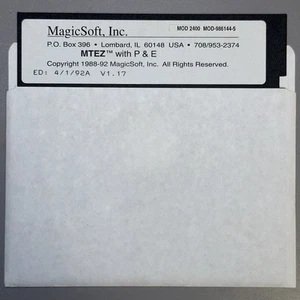 MagicSoft, Inc. MOD 2400 MOD-986144-5
P.O. Box 396 • Lombard, IL 60148 USA • 708/953-2374
MTEZ™ with P & E
Copyright 1988-92 MagicSoft, Inc. All Rights Reserved.
ED: 4/1/92A V1.17